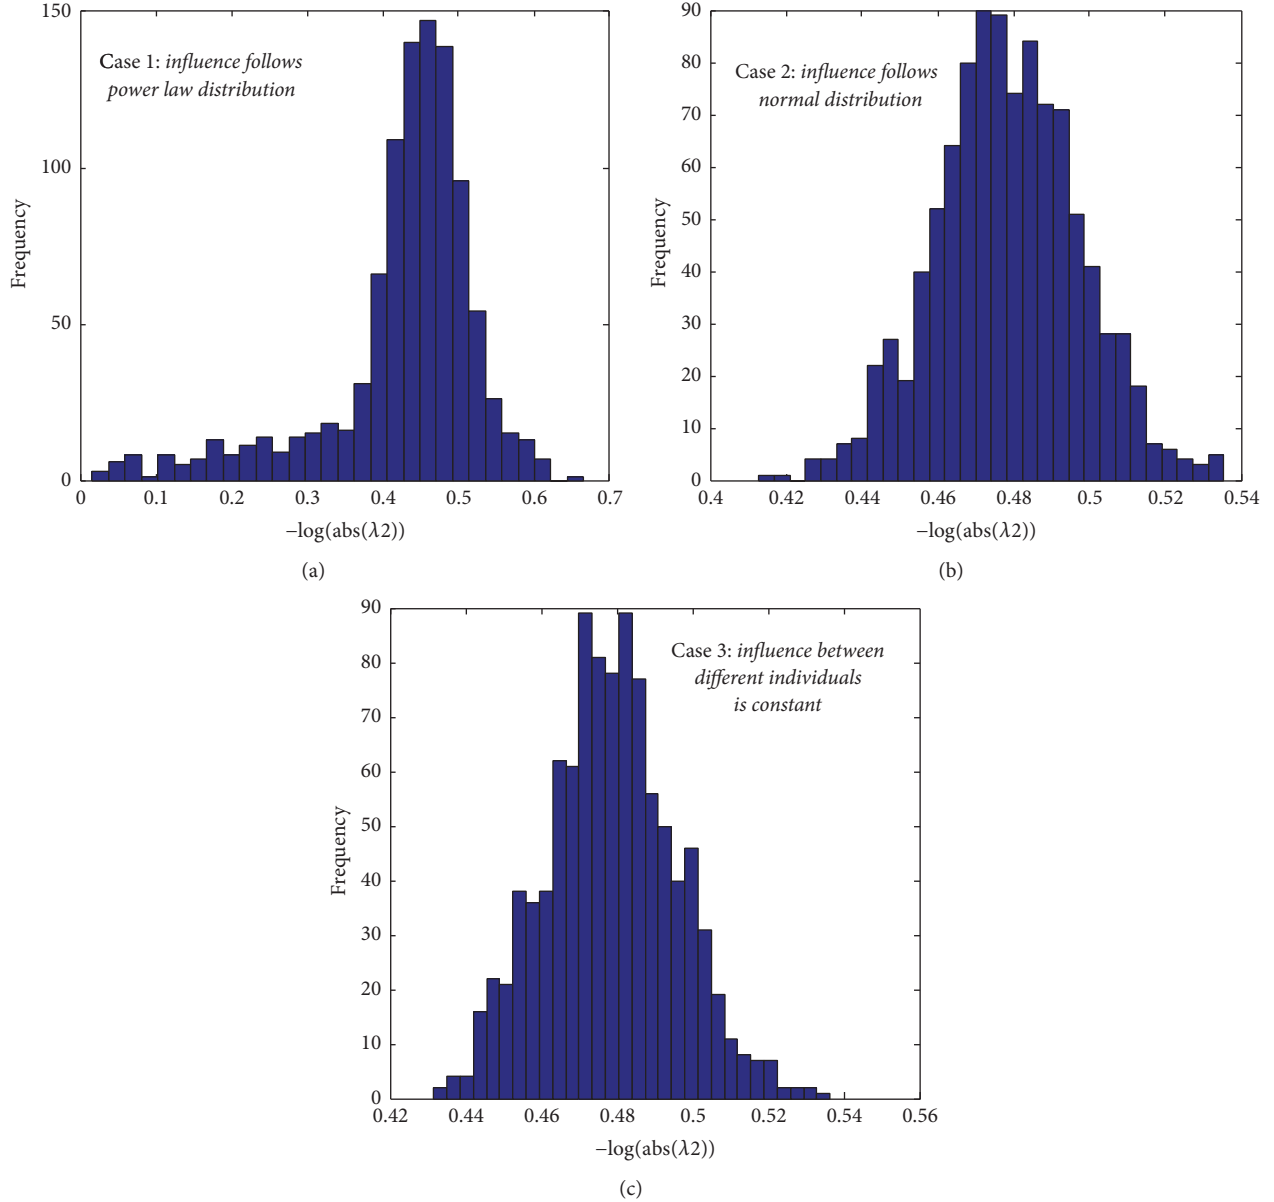 150
100
50
0
Frequency
Case 1: influence follows
power law distribution
0 0.1 0.2 0.3 0.4 0.5 0.6 0.7
−log(abs(λ2))
(a)
90
80
70
60
50
40
30
20
10
0
Frequency
Case 2: influence follows
normal distribution
0.4 0.42 0.44 0.46 0.48 0.5 0.52 0.54
−log(abs(λ2))
(b)
90
80
70
60
50
40
30
20
10
0
Frequency
Case 3: influence between
different individuals
is constant
0.42 0.44 0.46 0.48 0.5 0.52 0.54 0.56
−log(abs(λ2))
(c)